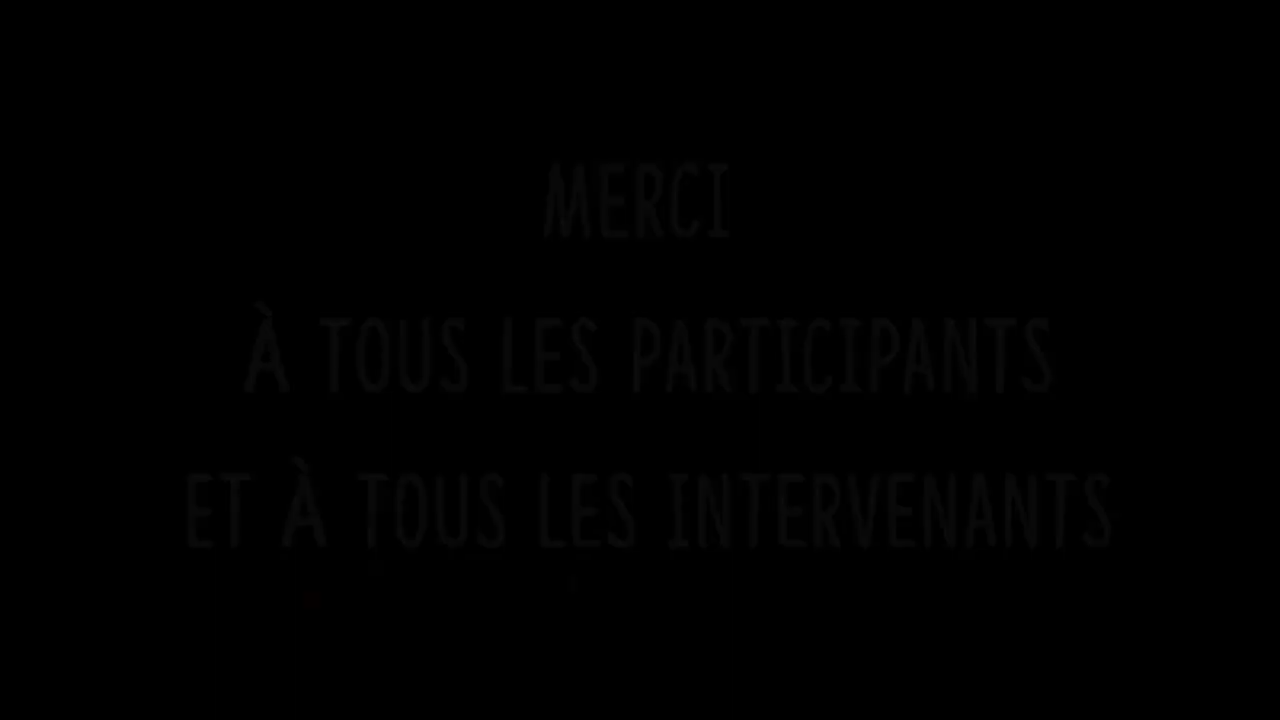 MERCI
À TOUS LES PARTICIPANTS
ET À TOUS LES INTERVENANTS